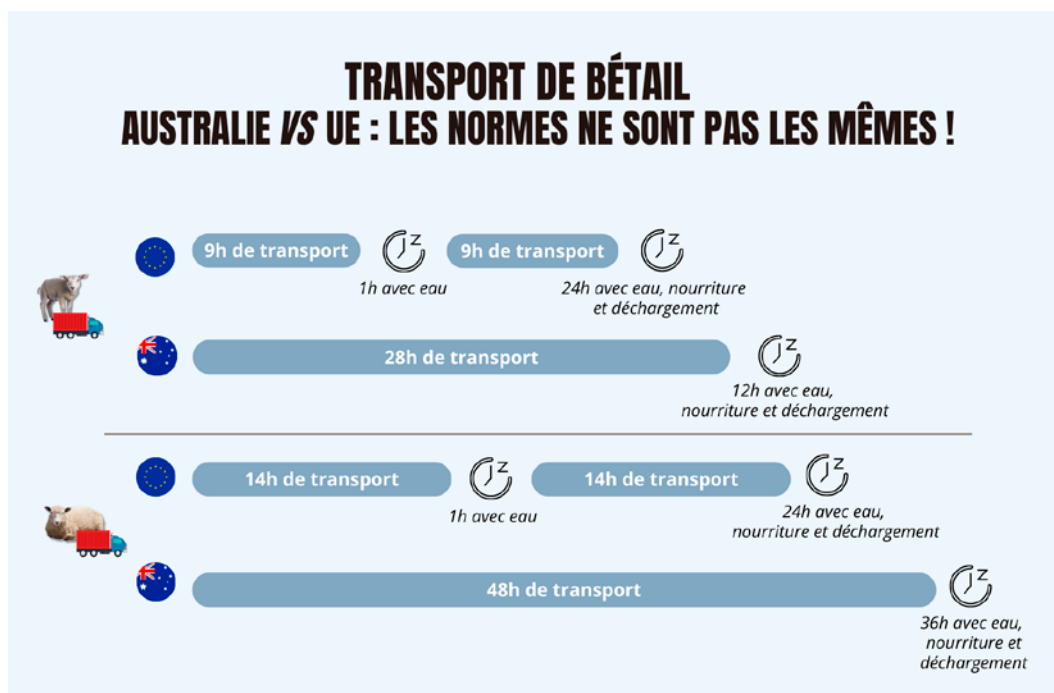 TRANSPORT DE BÉTAIL
AUSTRALIE VS UE : LES NORMES NE SONT PAS LES MÊMES !
9h de transport
1h avec eau
9h de transport
24h avec eau, nourriture
et déchargement
28h de transport
12h avec eau,
nourriture et déchargement
14h de transport
1h avec eau
14h de transport
24h avec eau,
nourriture et déchargement
48h de transport
36h avec eau,
nourriture et
déchargement